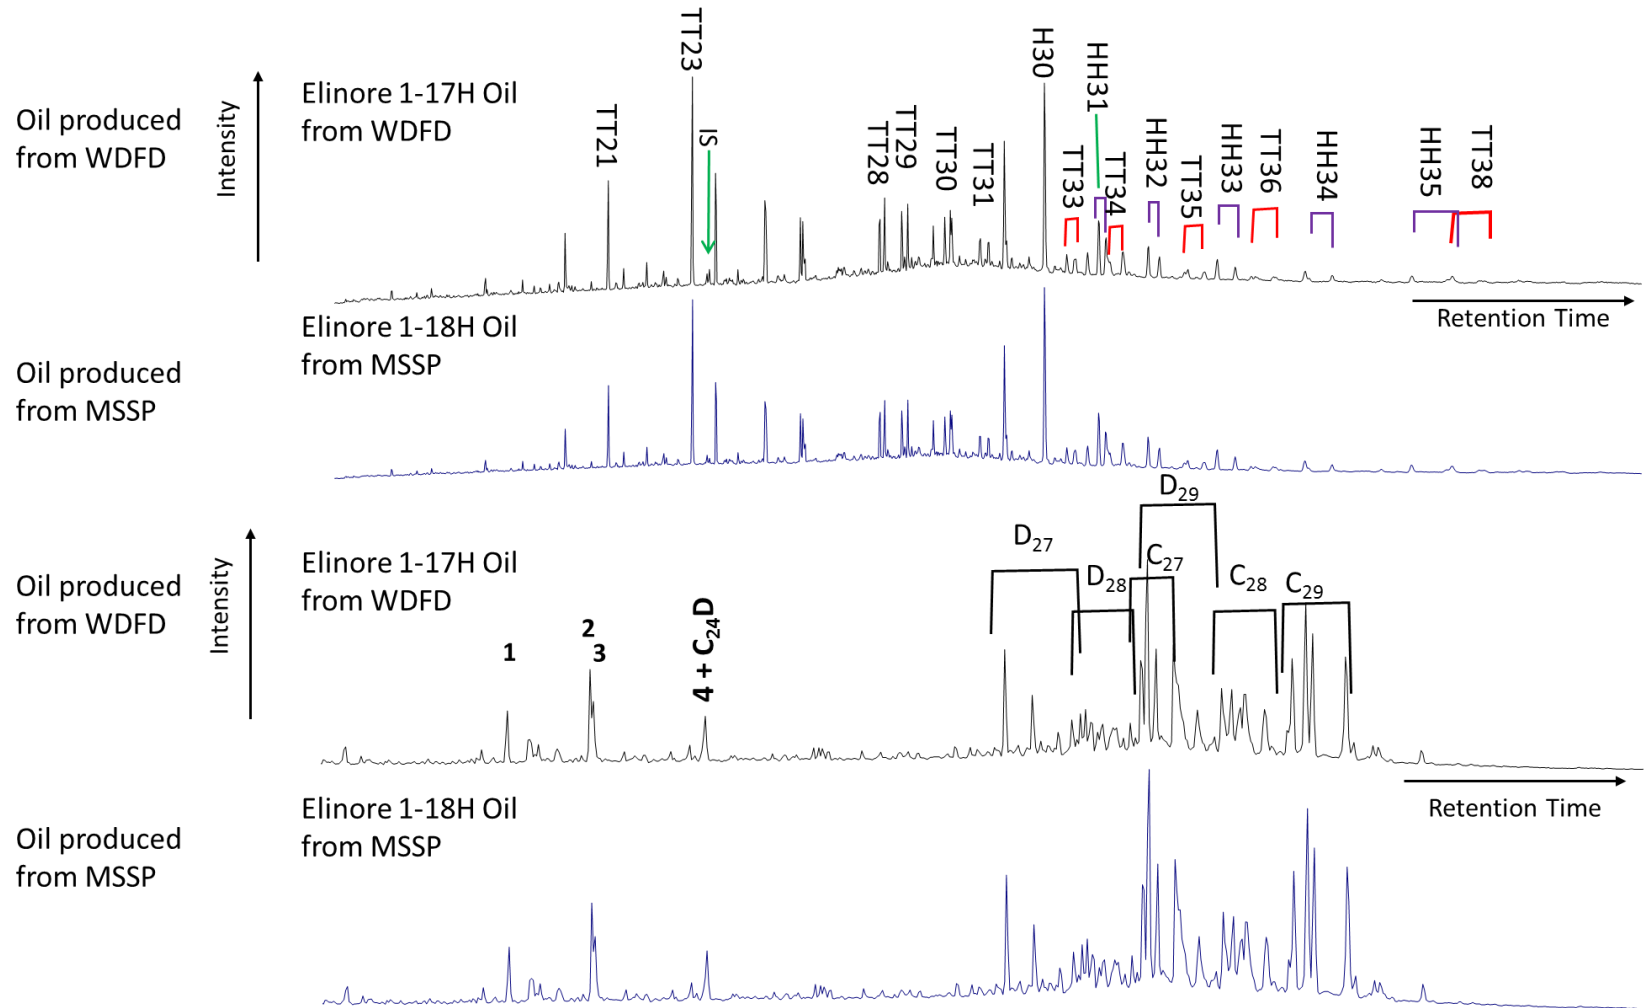 Oil produced
from WDFD
Intensity
Elinore 1-17H Oil
from WDFD
TT21
TT23
IS
TT28
TT29
TT30
TT31
H30
TT33
HH31
TT34
HH32
TT35
HH33
TT36
HH34
HH35
TT38
Retention Time
Oil produced
from MSSP
Elinore 1-18H Oil
from MSSP
Oil produced
from WDFD
Intensity
Elinore 1-17H Oil
from WDFD
1
2
3
4 + C24D
D27
D28
D29
C27
C28
C29
Retention Time
Oil produced
from MSSP
Elinore 1-18H Oil
from MSSP